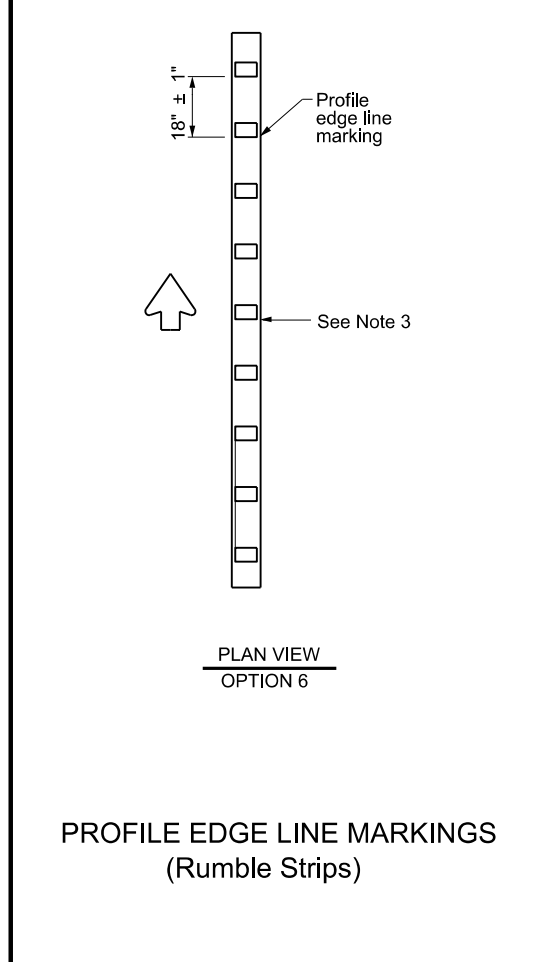 18" ± 1"
Profile
edge line
marking
See Note 3
PLAN VIEW
OPTION 6
PROFILE EDGE LINE MARKINGS
(Rumble Strips)